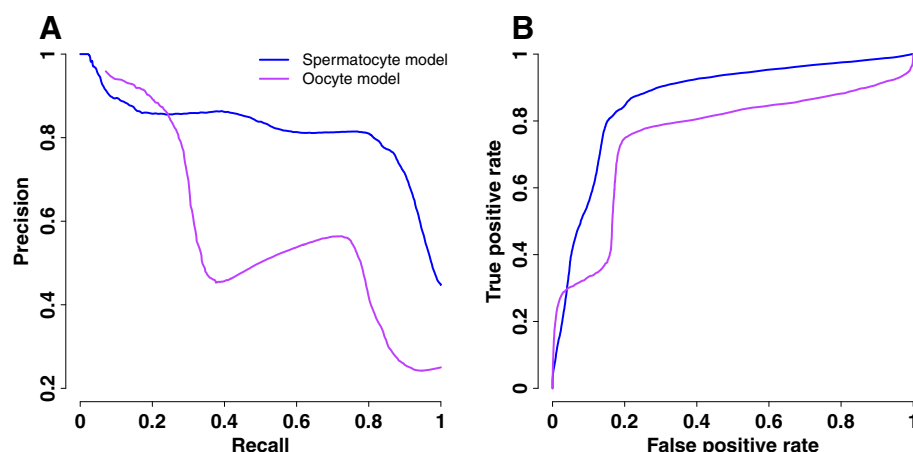 A
B
Spermatocyte model
Oocyte model
Precision
1
0.8
0.6
0.4
0.2
0 0.2 0.4 0.6 0.8 1
Recall
True positive rate
1
0.8
0.6
0.4
0.2
0
0 0.2 0.4 0.6 0.8 1
False positive rate